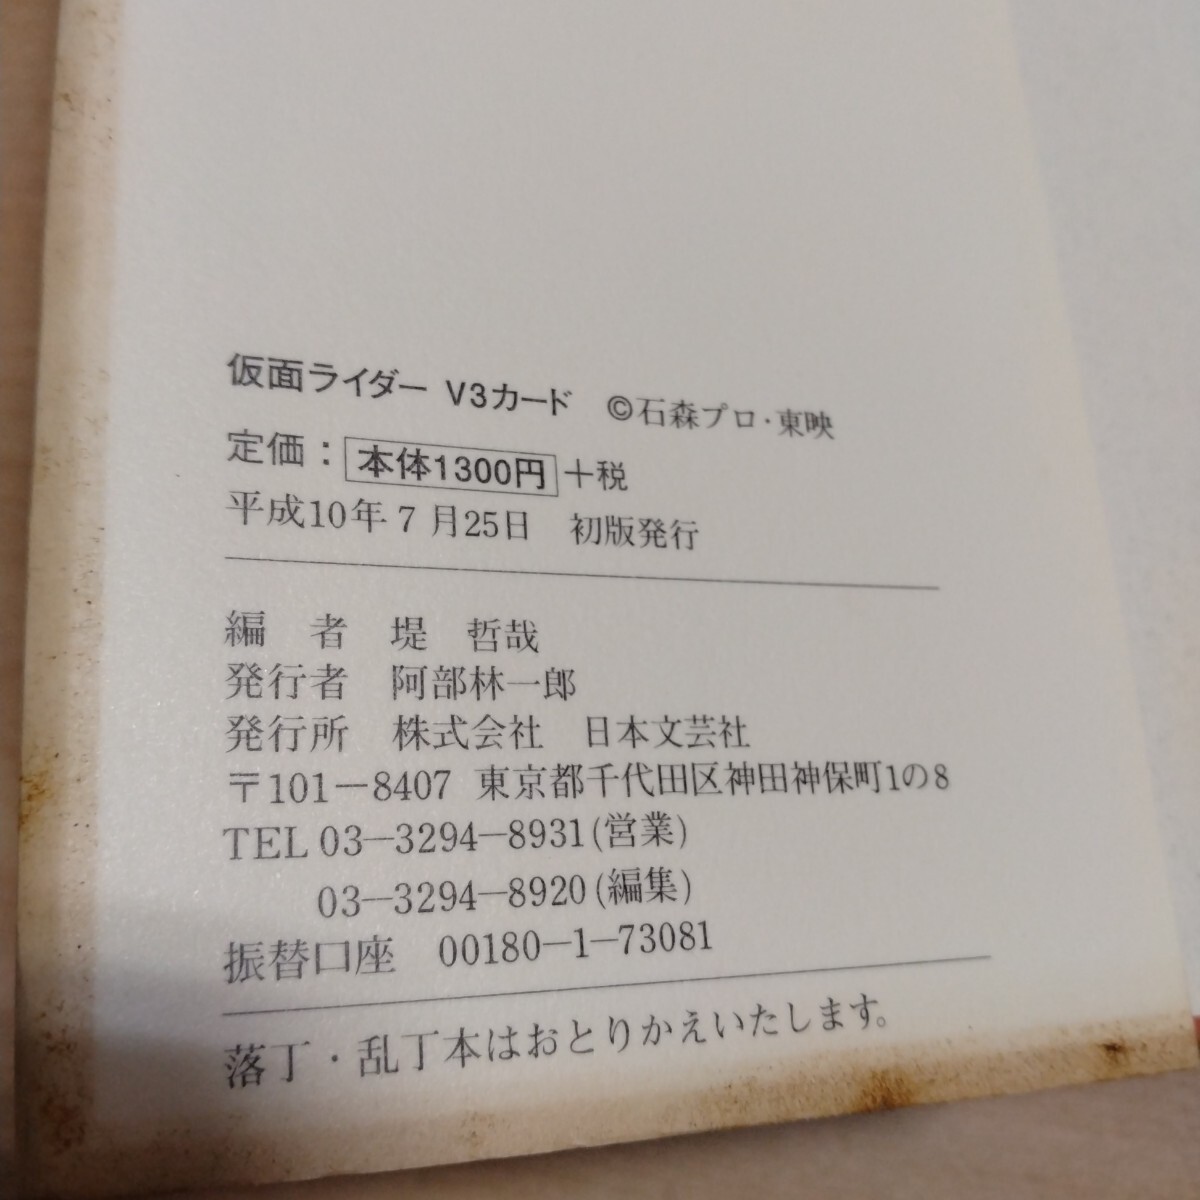 仮面ライダー V3カード ©石森プロ・東映
定価：本体1300円+税
平成10年7月25日 初版発行
編 者 堤 哲哉
発行者 阿部林一郎
発行所 株式会社 日本文芸社
〒101-8407 東京都千代田区神田神保町1の8
TEL 03-3294-8931(営業)
03-3294-8920(編集)
振替口座 00180-1-73081
落丁・乱丁本はおとりかえいたします。